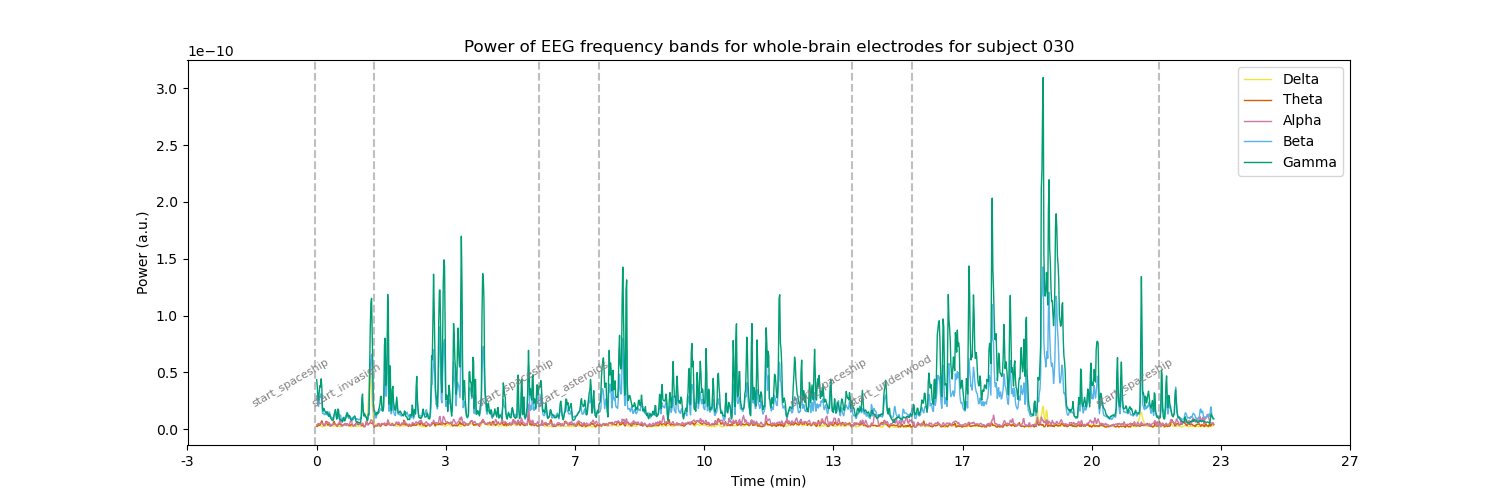 Power of EEG frequency bands for whole-brain electrodes for subject 030
1e−10
3.0
2.5
2.0
1.5
1.0
0.5
0.0
Power (a.u.)
Delta
Theta
Alpha
Beta
Gamma
start_spaceship
start_invasion
start_spaceship
start_asteroids
start_spaceship
start_underwood
start_spaceship
-3
0
3
7
10
13
17
20
23
27
Time (min)